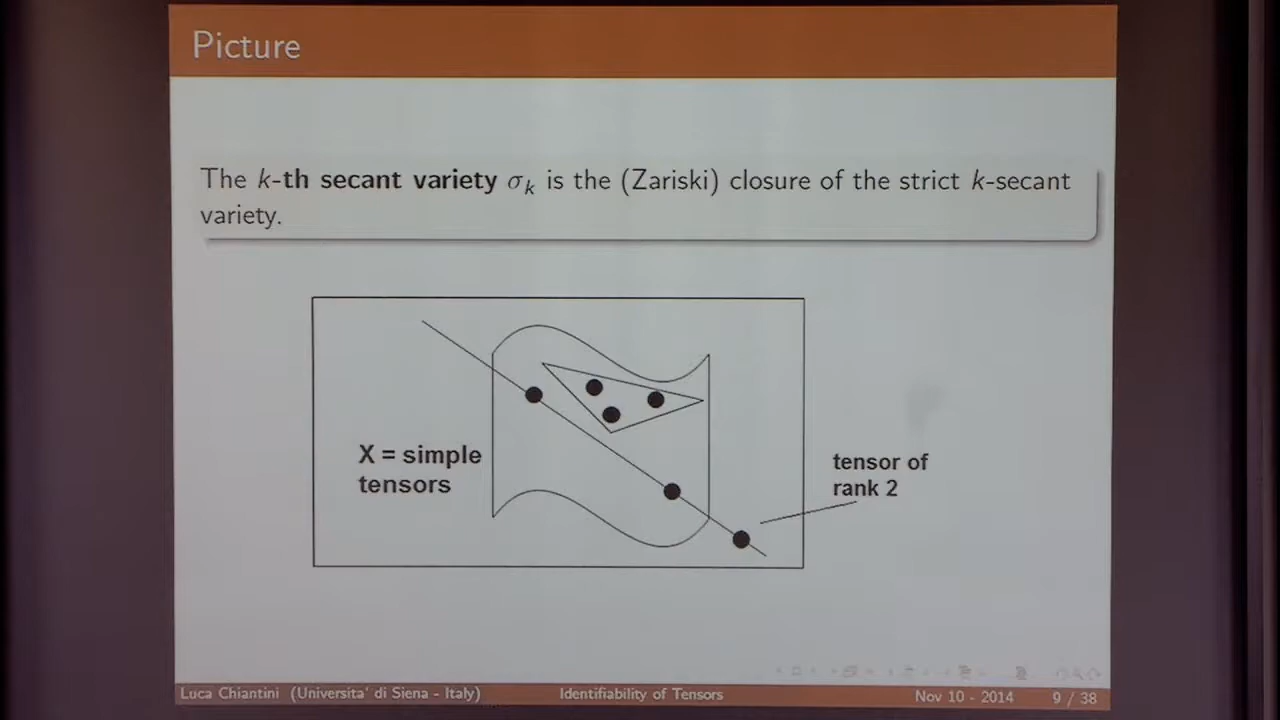 Picture
The k-th secant variety σk is the (Zariski) closure of the strict k-secant
variety.
X = simple
tensors
tensor of
rank 2
Luca Chiantini (Universita' di Siena - Italy) Identifiability of Tensors Nov 10 - 2014 9 / 38